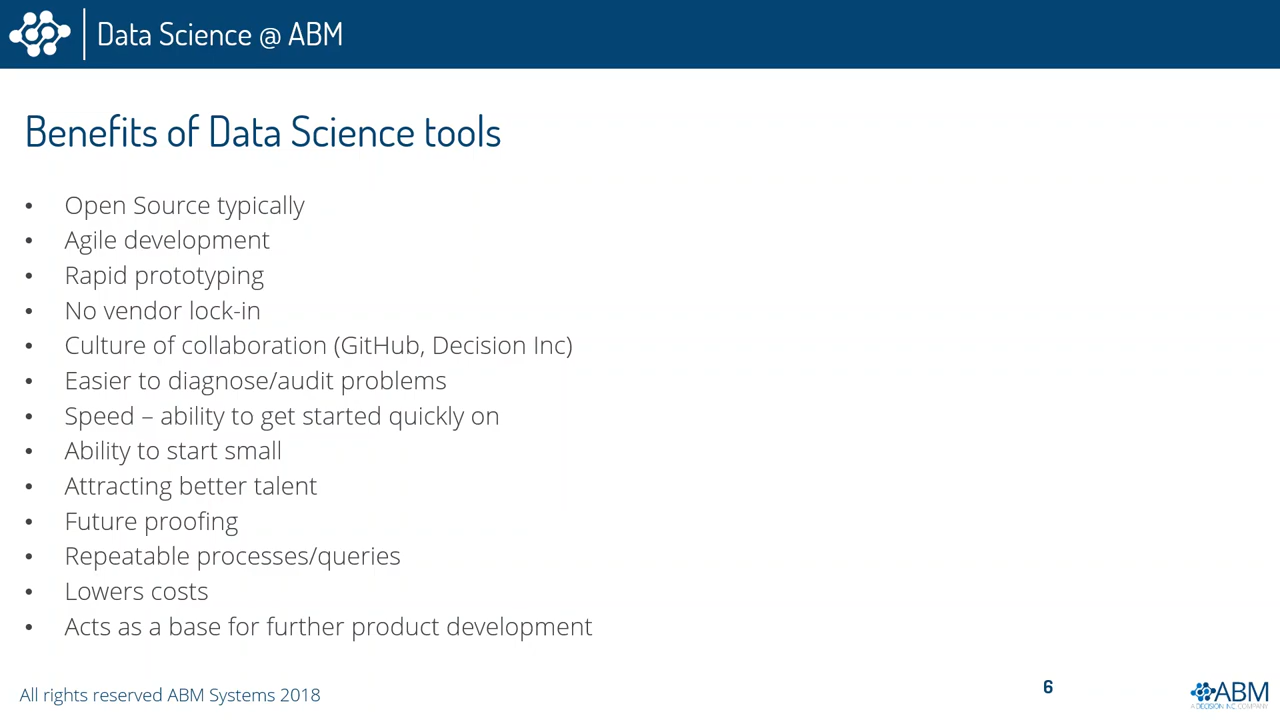 Data Science @ ABM
Benefits of Data Science tools
• Open Source typically
• Agile development
• Rapid prototyping
• No vendor lock-in
• Culture of collaboration (GitHub, Decision Inc)
• Easier to diagnose/audit problems
• Speed – ability to get started quickly on
• Ability to start small
• Attracting better talent
• Future proofing
• Repeatable processes/queries
• Lowers costs
• Acts as a base for further product development
All rights reserved ABM Systems 2018
6
ABM
A DECISION INC. COMPANY